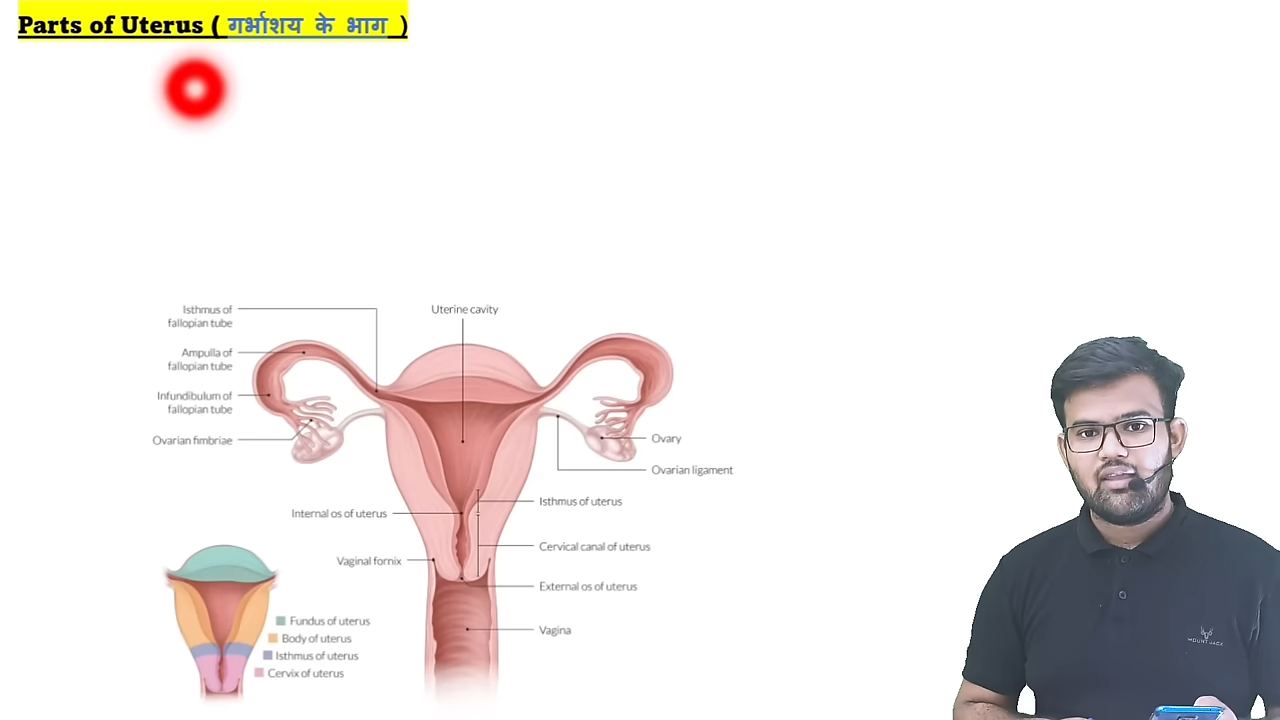 Parts of Uterus ( गर्भाशय के भाग )
Isthmus of
fallopian tube
Uterine cavity
Ampulla of
fallopian tube
Infundibulum of
fallopian tube
Ovarian fimbriae
Ovary
Ovarian ligament
Isthmus of uterus
Internal os of uterus
Cervical canal of uterus
Vaginal fornix
External os of uterus
Vagina
Fundus of uterus
Body of uterus
Isthmus of uterus
Cervix of uterus
MOUNT JACK